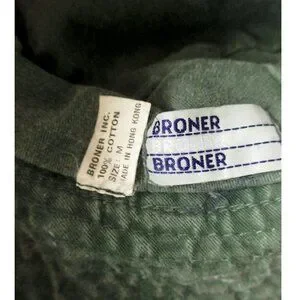 BRONER INC.
100% COTTON
SIZE: M
MADE IN HONG KONG
BRONER
BRONER